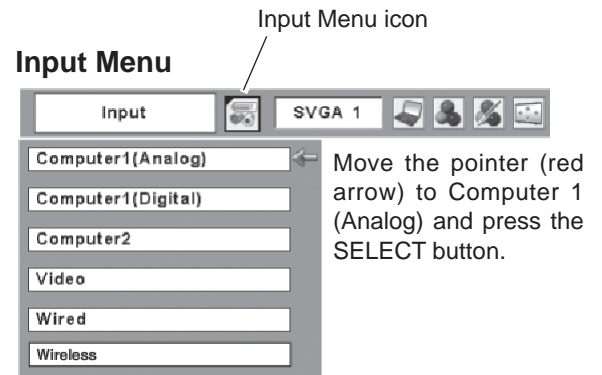 Input Menu icon
Input Menu
Input SVGA 1
Computer1(Analog)
Computer1(Digital)
Computer2
Video
Wired
Wireless
Move the pointer (red
arrow) to Computer 1
(Analog) and press the
SELECT button.